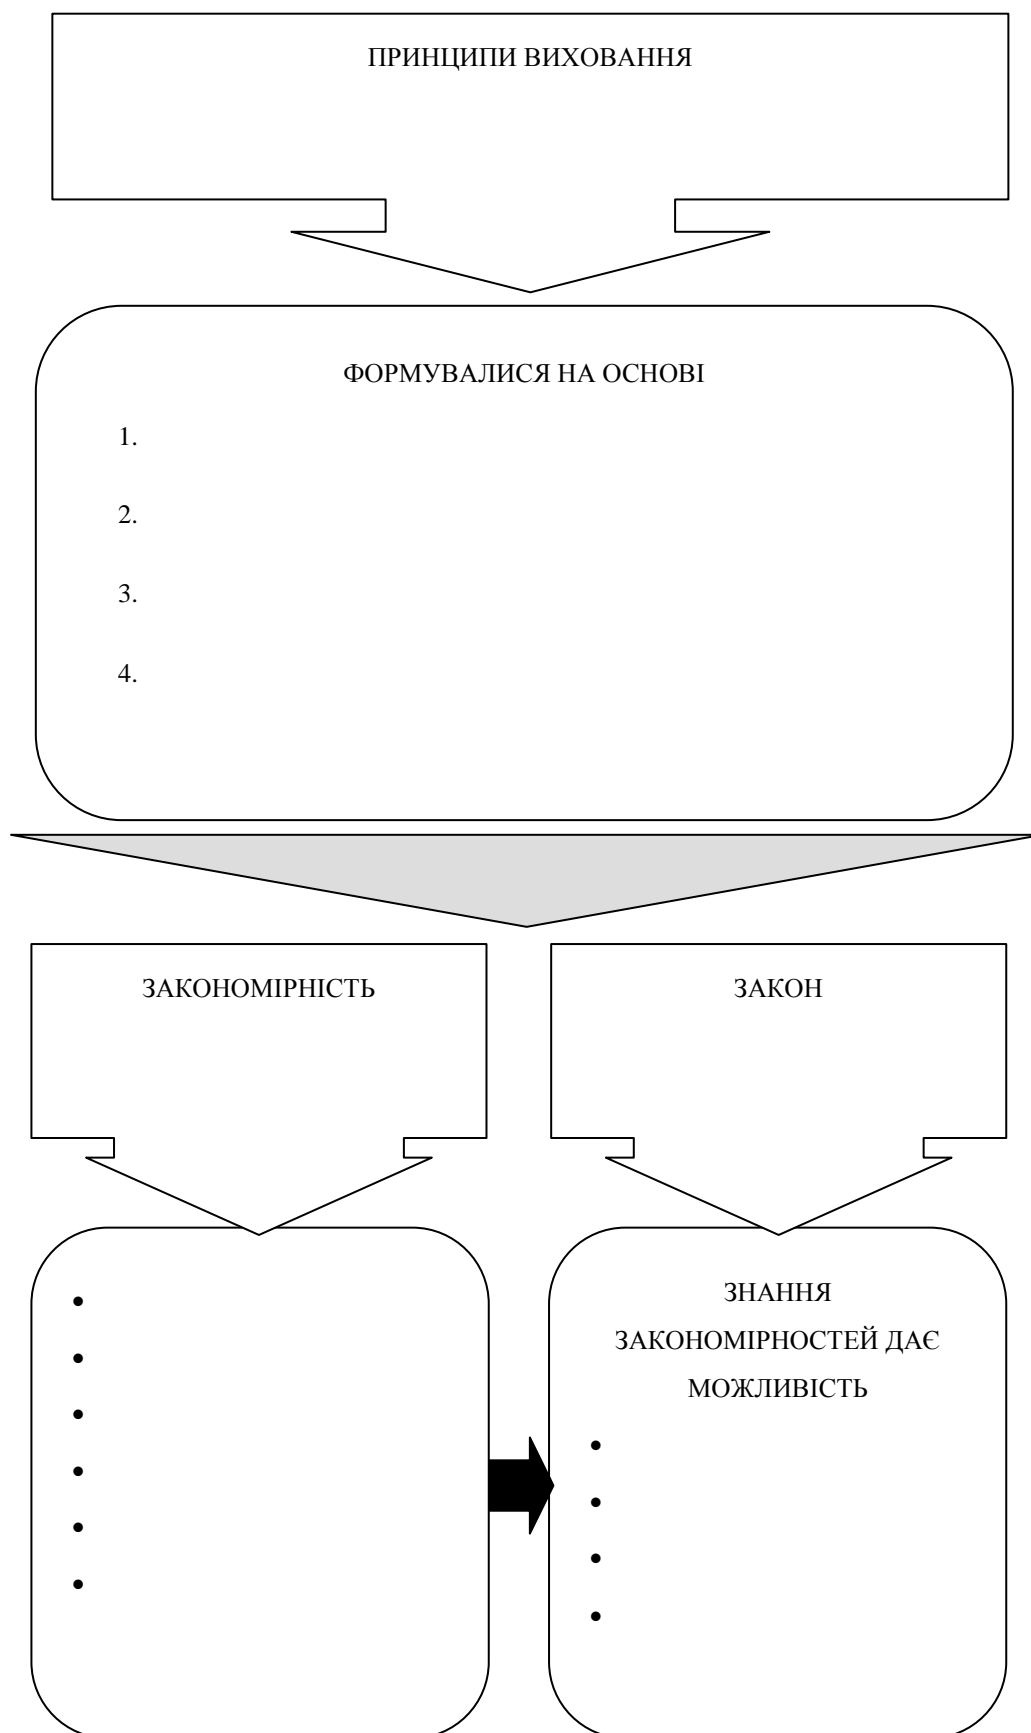 ПРИНЦИПИ ВИХОВАННЯ
ФОРМУВАЛИСЯ НА ОСНОВІ
1.
2.
3.
4.
ЗАКОНОМІРНІСТЬ
ЗАКОН
•
•
•
•
•
•
ЗНАННЯ
ЗАКОНОМІРНОСТЕЙ ДАЄ
МОЖЛИВІСТЬ
•
•
•
•